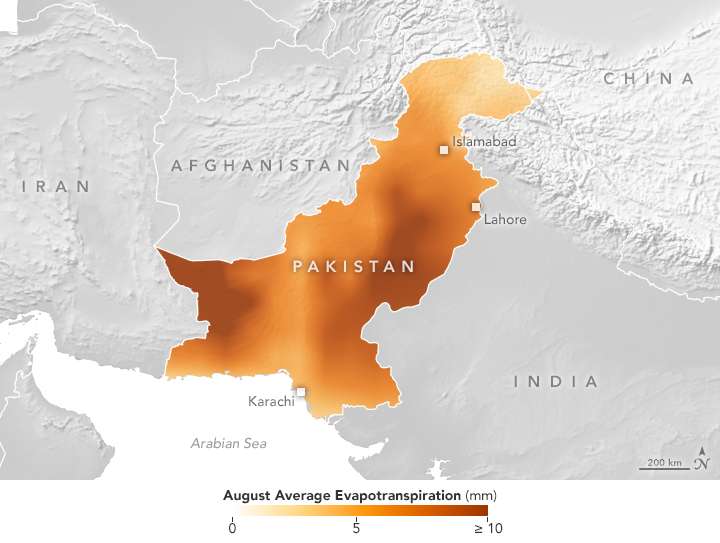 CHINA
Islamabad
AFGHANISTAN
IRAN
Lahore
PAKISTAN
INDIA
Karachi
Arabian Sea
200 km
N
August Average Evapotranspiration (mm)
0 5 ≥ 10